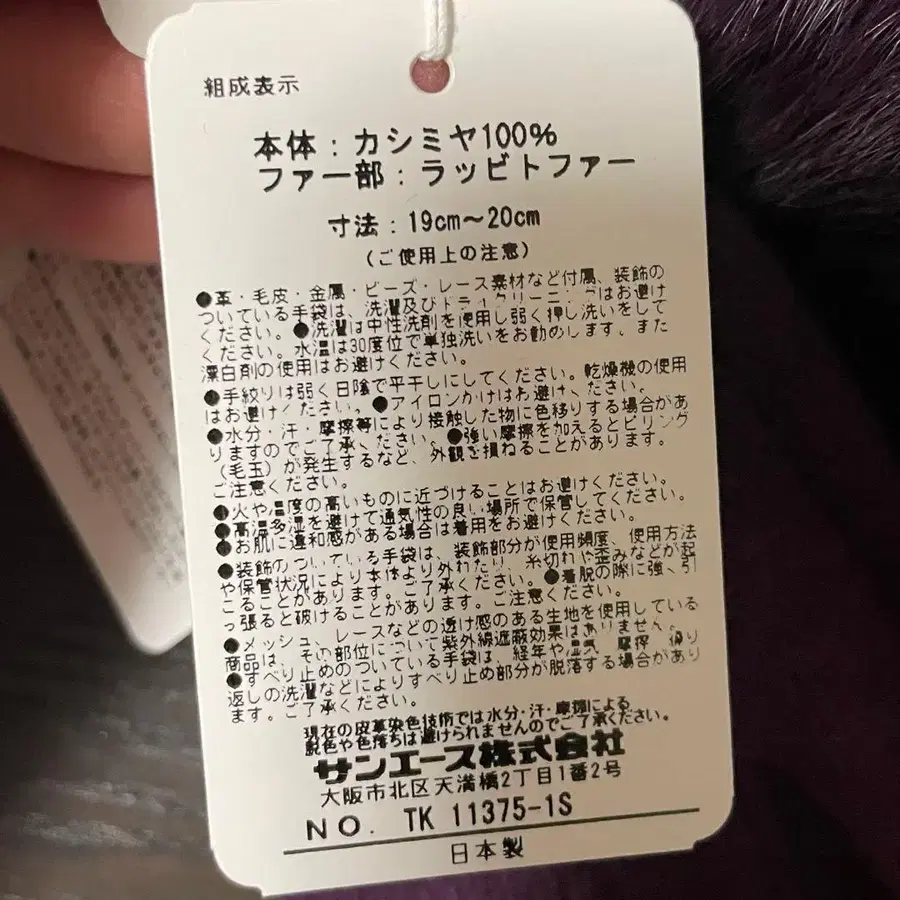 組成表示
本体：カシミヤ100%
ファー部：ラッビトファー
寸法：19cm～20cm
（ご使用上の注意）
●革・毛皮・金属・ビーズ・レース素材など付属、装飾の
ついている手袋は、洗濯及びドライクリーニングはお避け
ください。●洗濯は中性洗剤を使用し弱く押し洗いをして
ください。水温は30度位で単独洗いをお勧めします。また
漂白剤の使用はお避けください。
●手絞りは弱く日陰で平干しにしてください。乾燥機の使用
はお避けください。●アイロンかけはお避けください。
●水分・汗・摩擦等により接触した物に色移りする場合があ
りますのでご了承ください。●強い摩擦を加えるとピリング
（毛玉）が発生するなど、外観を損ねることがあります。
ご注意ください。
●火や温度の高いものに近づけることはお避けください。
●高温多湿を避けて通気性の良い場所で保管してください。
●お肌に違和感がある場合は着用をお避けください。
●装飾のついている手袋は、装飾部分が使用頻度、使用方法
や保管状況により本体より外れたり、糸切れや歪みなどが起
こることがあります。ご了承ください。●着脱の際に強く引
っ張ると破けることがあります。ご注意ください。
●メッシュ、レースなどの透け感のある生地を使用している
商品は、その部位について紫外線遮蔽効果はありません。
●すべり止めのついている手袋は、経年や湿気、摩擦、繰り
返しの洗濯などによりすべり止め部分が脱落する場合があり
ます。ご了承ください。
現在の皮革染色技術では水分・汗・摩擦による
脱色や色落ちは避けられませんのでご了承ください。
サンエース株式会社
大阪市北区天満橋2丁目1番2号
NO. TK 11375-1S
日本製